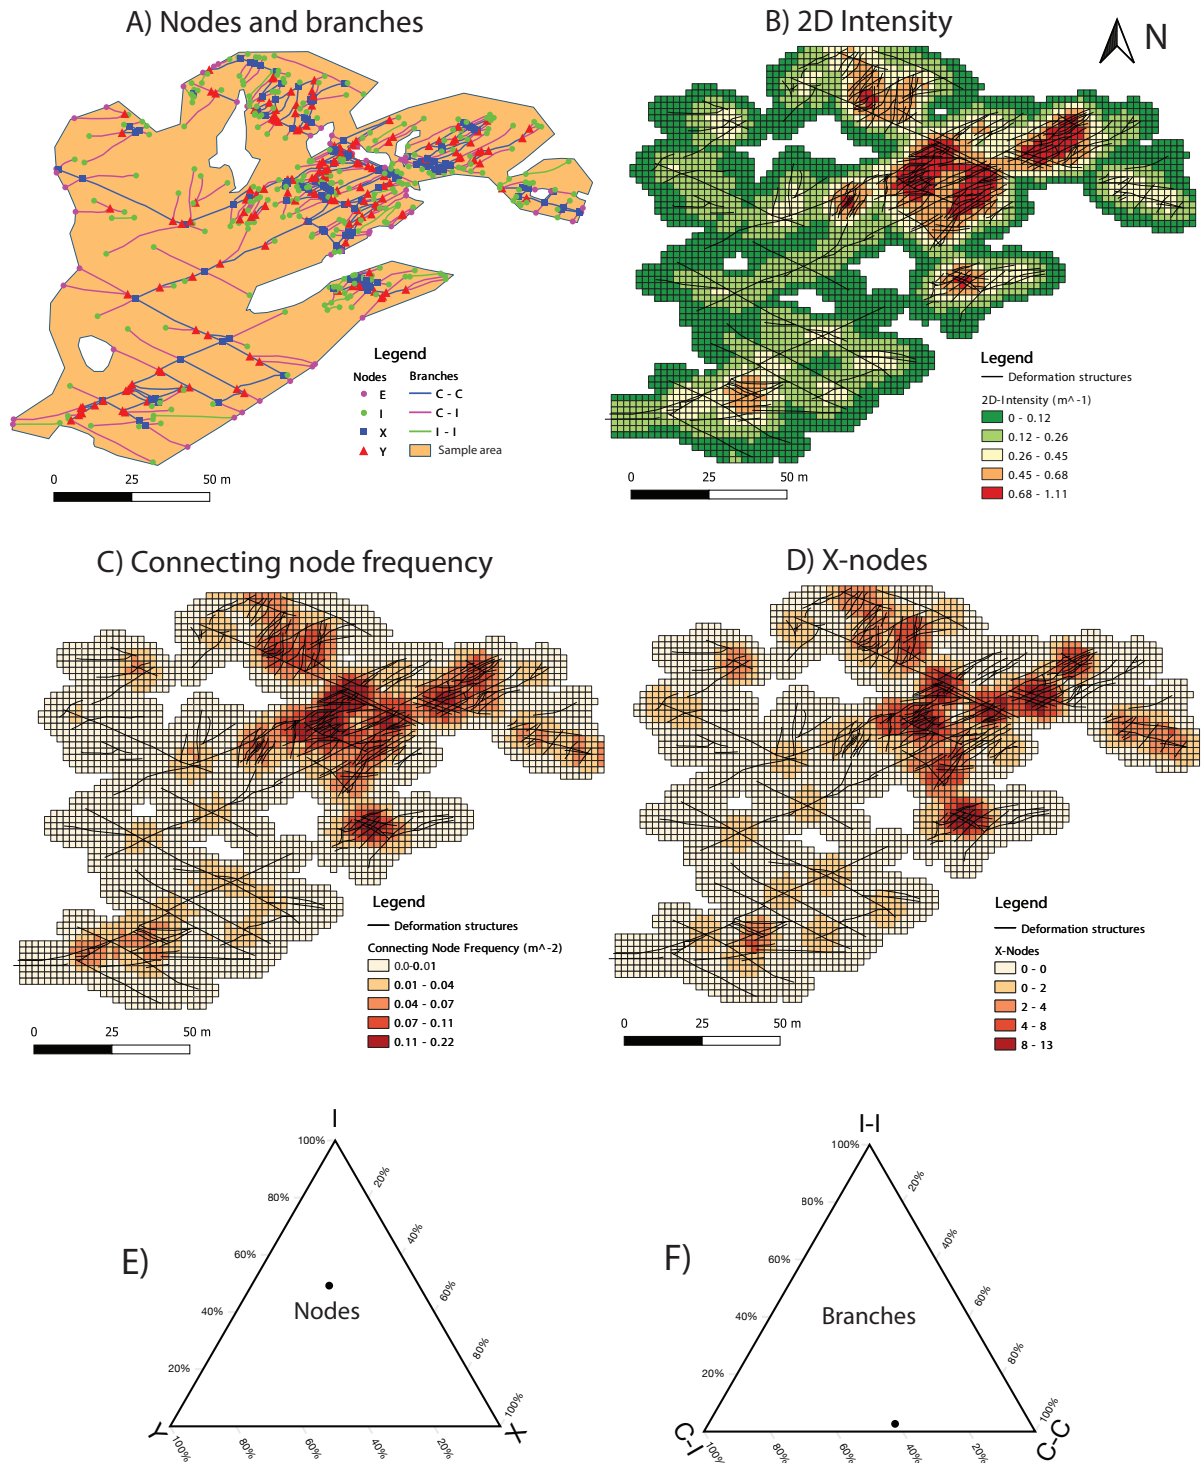 A) Nodes and branches
B) 2D Intensity
N
Legend
Nodes Branches
E C - C
I C - I
X I - I
Y Sample area
0 25 50 m
Legend
Deformation structures
2D-Intensity (m^-1)
0 - 0.12
0.12 - 0.26
0.26 - 0.45
0.45 - 0.68
0.68 - 1.11
0 25 50 m
C) Connecting node frequency
D) X-nodes
Legend
Deformation structures
Connecting Node Frequency (m^-2)
0.0-0.01
0.01 - 0.04
0.04 - 0.07
0.07 - 0.11
0.11 - 0.22
0 25 50 m
Legend
Deformation structures
X-Nodes
0 - 0
0 - 2
2 - 4
4 - 8
8 - 13
0 25 50 m
E)
I
100%
80%
60%
40%
20%
20%
40%
60%
80%
100%
Nodes
Y
X
100%
80%
60%
40%
20%
F)
I-I
100%
80%
60%
40%
20%
20%
40%
60%
80%
100%
Branches
C-I
C-C
100%
80%
60%
40%
20%